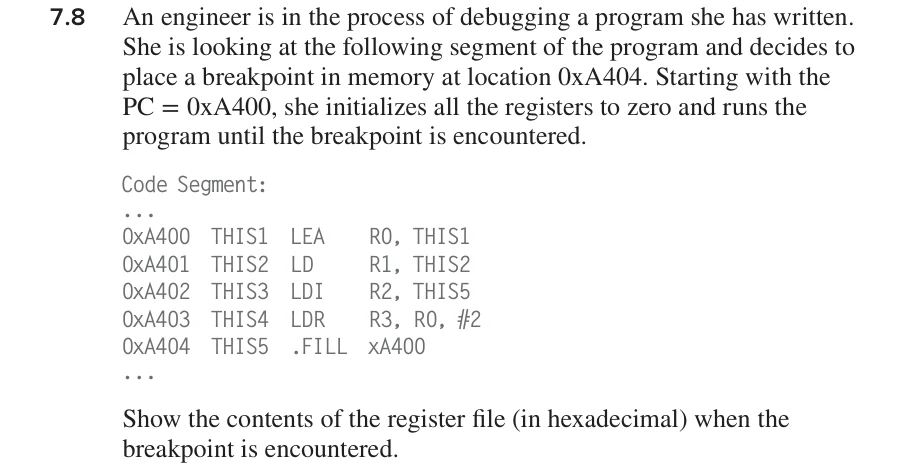 7.8 An engineer is in the process of debugging a program she has written.
She is looking at the following segment of the program and decides to
place a breakpoint in memory at location 0xA404. Starting with the
PC = 0xA400, she initializes all the registers to zero and runs the
program until the breakpoint is encountered.
Code Segment:
...
0xA400 THIS1 LEA R0, THIS1
0xA401 THIS2 LD R1, THIS2
0xA402 THIS3 LDI R2, THIS5
0xA403 THIS4 LDR R3, R0, #2
0xA404 THIS5 .FILL xA400
...
Show the contents of the register file (in hexadecimal) when the
breakpoint is encountered.